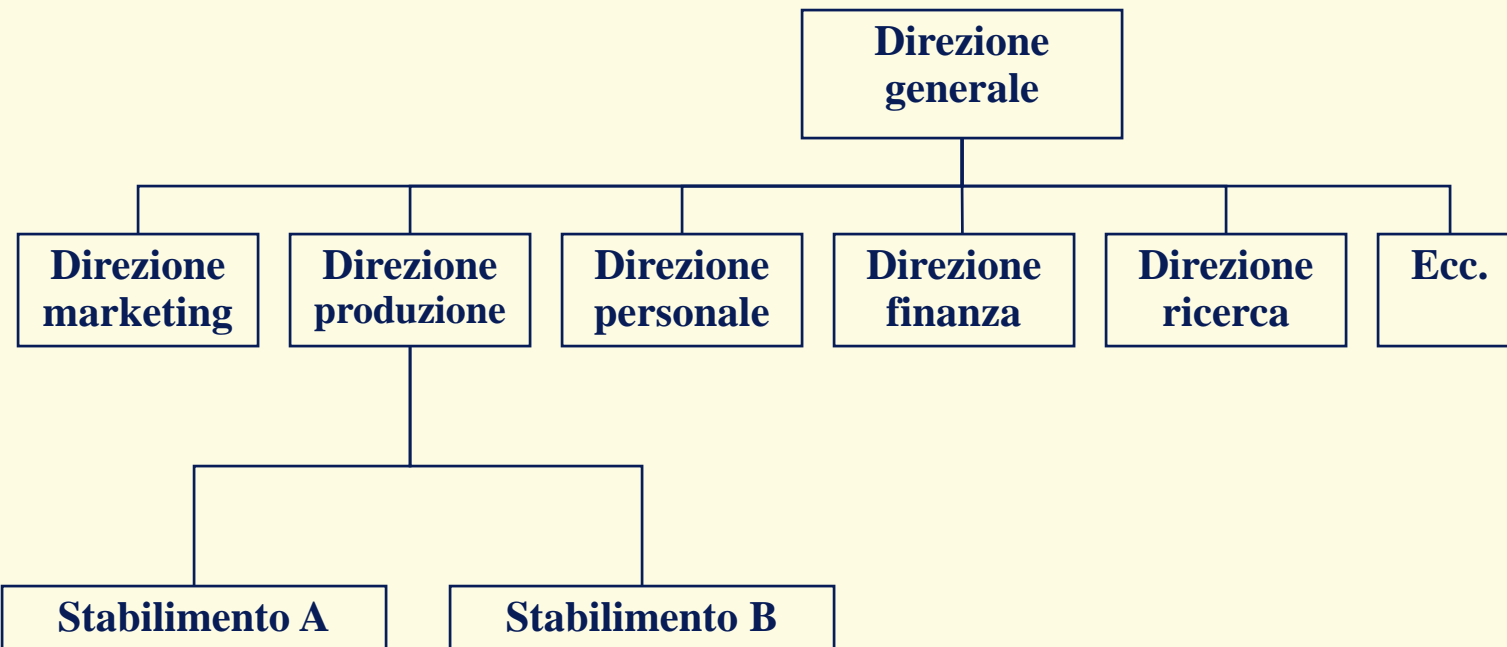 Direzione
generale
Direzione
marketing
Direzione
produzione
Direzione
personale
Direzione
finanza
Direzione
ricerca
Ecc.
Stabilimento A
Stabilimento B